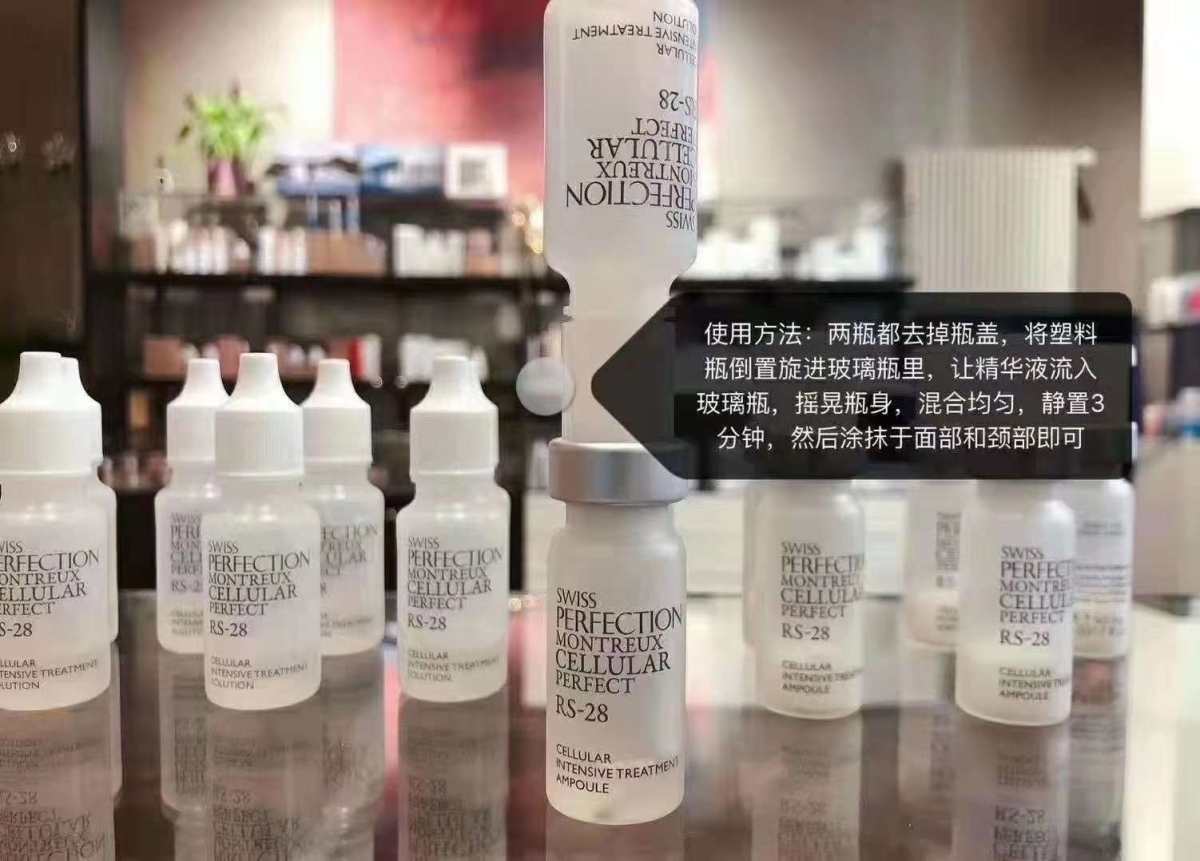 SWISS
PERFECTION
MONTREUX
CELLULAR
PERFECT
RS-28
CELLULAR
INTENSIVE TREATMENT
SOLUTION
使用方法：两瓶都去掉瓶盖，将塑料
瓶倒置旋进玻璃瓶里，让精华液流入
玻璃瓶，摇晃瓶身，混合均匀，静置3
分钟，然后涂抹于面部和颈部即可
SWISS
PERFECTION
MONTREUX
CELLULAR
PERFECT
RS-28
CELLULAR
INTENSIVE TREATMENT
SOLUTION
SWISS
PERFECTION
MONTREUX
CELLULAR
PERFECT
RS-28
CELLULAR
INTENSIVE TREATMENT
SOLUTION
SWISS
PERFECTION
MONTREUX
CELLULAR
PERFECT
RS-28
CELLULAR
INTENSIVE TREATMENT
AMPOULE
SWISS
PERFECTION
MONTREUX
CELLULAR
PERFECT
RS-28
CELLULAR
INTENSIVE TREATMENT
AMPOULE
SWISS
PERFECT
MONTREUX
CELLUL
PERFECT
RS-28
CELLULAR
INTENSIVE TREATM
AMPOULE